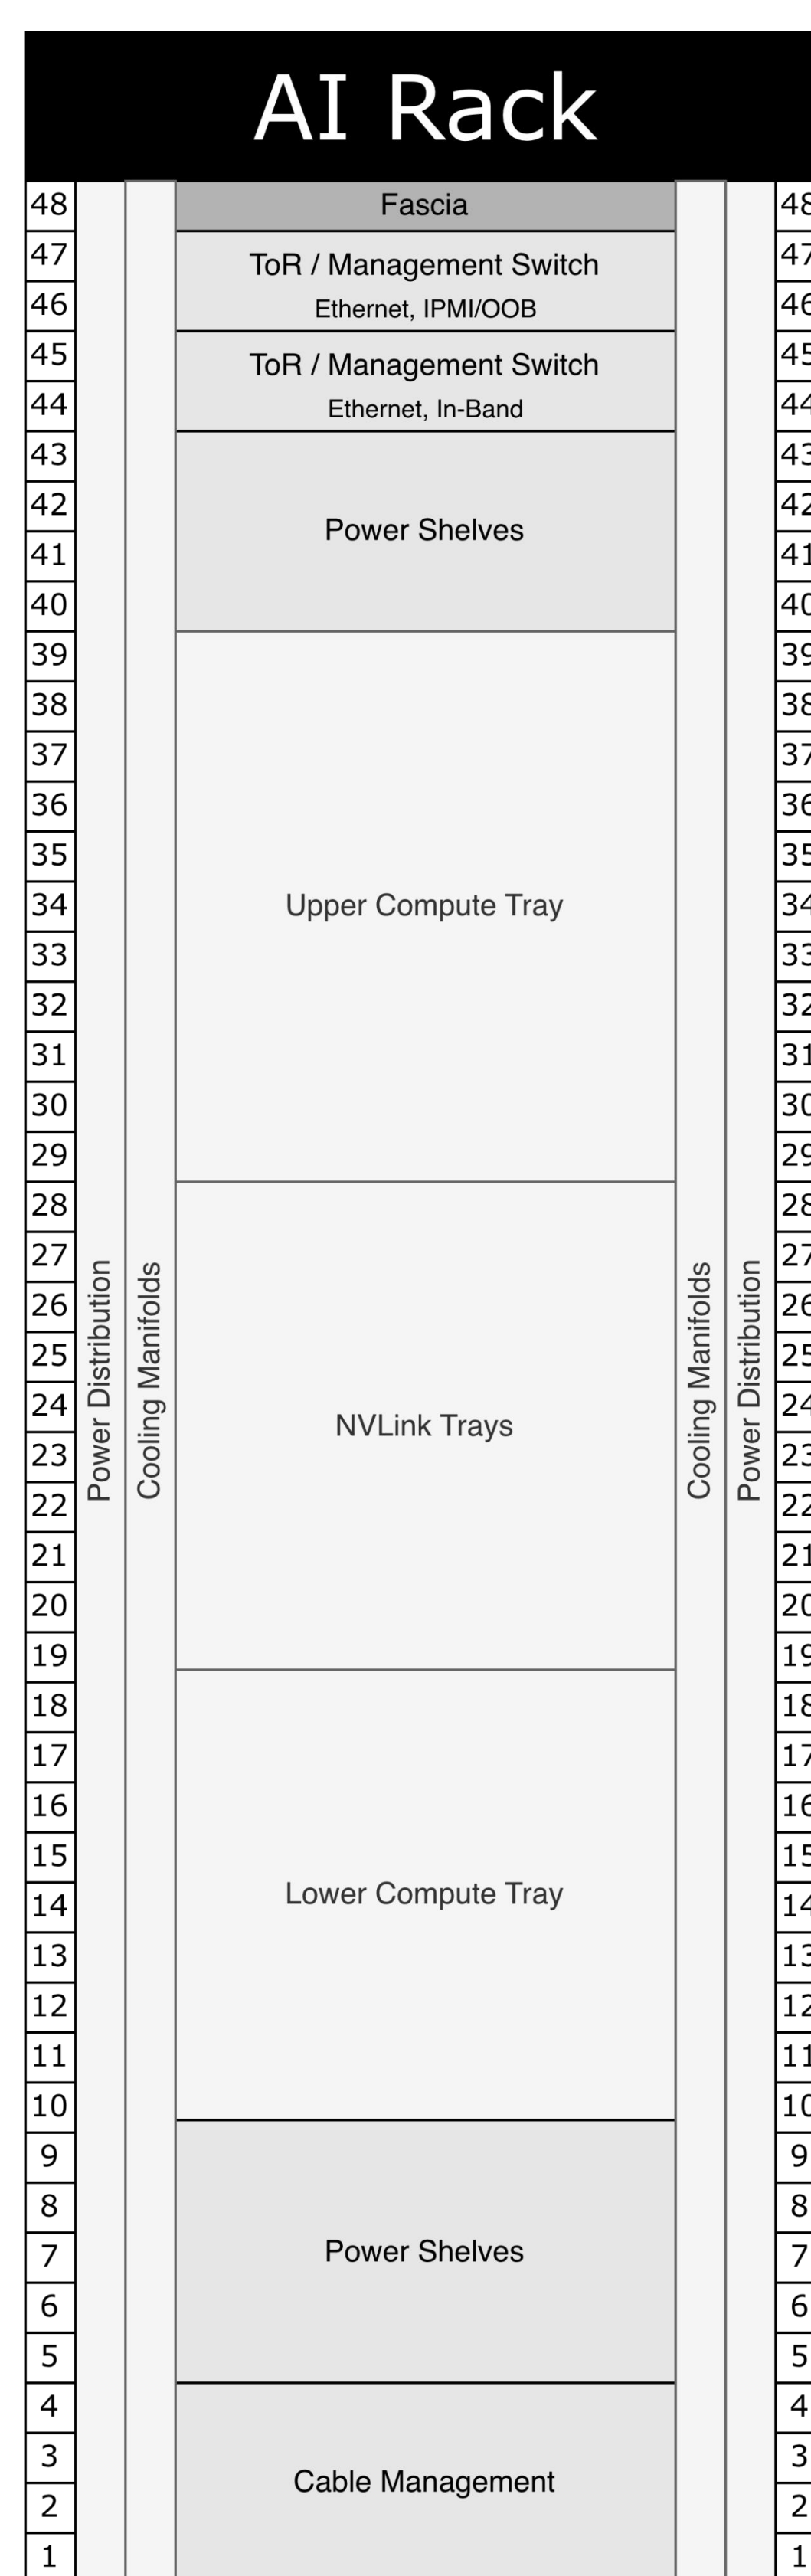 AI Rack
48 Fascia 48
47 ToR / Management Switch 47
46 Ethernet, IPMI/OOB 46
45 ToR / Management Switch 45
44 Ethernet, In-Band 44
43 43
42 Power Shelves 42
41 41
40 40
39 39
38 38
37 37
36 36
35 35
34 Upper Compute Tray 34
33 33
32 32
31 31
30 30
29 29
28 28
27 27
26 26
25 25
24 24
23 23
22 22
21 21
20 20
19 19
Power Distribution
Cooling Manifolds
NVLink Trays
Cooling Manifolds
Power Distribution
18 18
17 17
16 16
15 15
14 Lower Compute Tray 14
13 13
12 12
11 11
10 10
9 9
8 8
7 Power Shelves 7
6 6
5 5
4 4
3 Cable Management 3
2 2
1 1